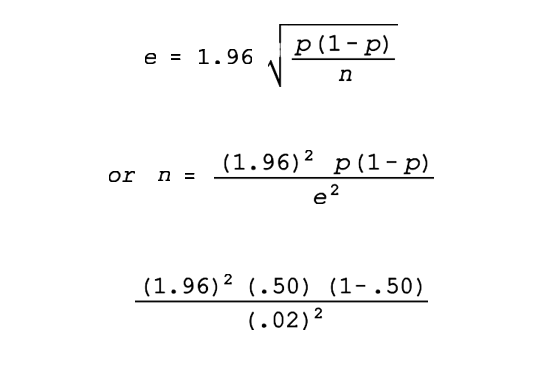 e = 1.96 √(p(1-p)/n)
or n = (1.96)² p(1-p)/e²
(1.96)² (.50) (1-.50)/(.02)²